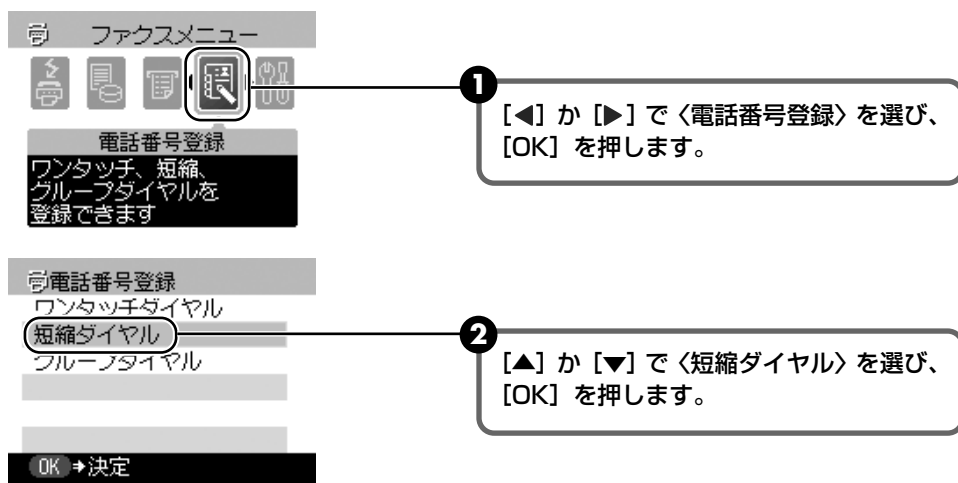 ファクスメニュー
電話番号登録
ワンタッチ、短縮、
グループダイヤルを
登録できます
1
[◀] か [▶] で〈電話番号登録〉を選び、
[OK] を押します。
電話番号登録
ワンタッチダイヤル
短縮ダイヤル
グループダイヤル
OK ➜決定
2
[▲] か [▼] で〈短縮ダイヤル〉を選び、
[OK] を押します。